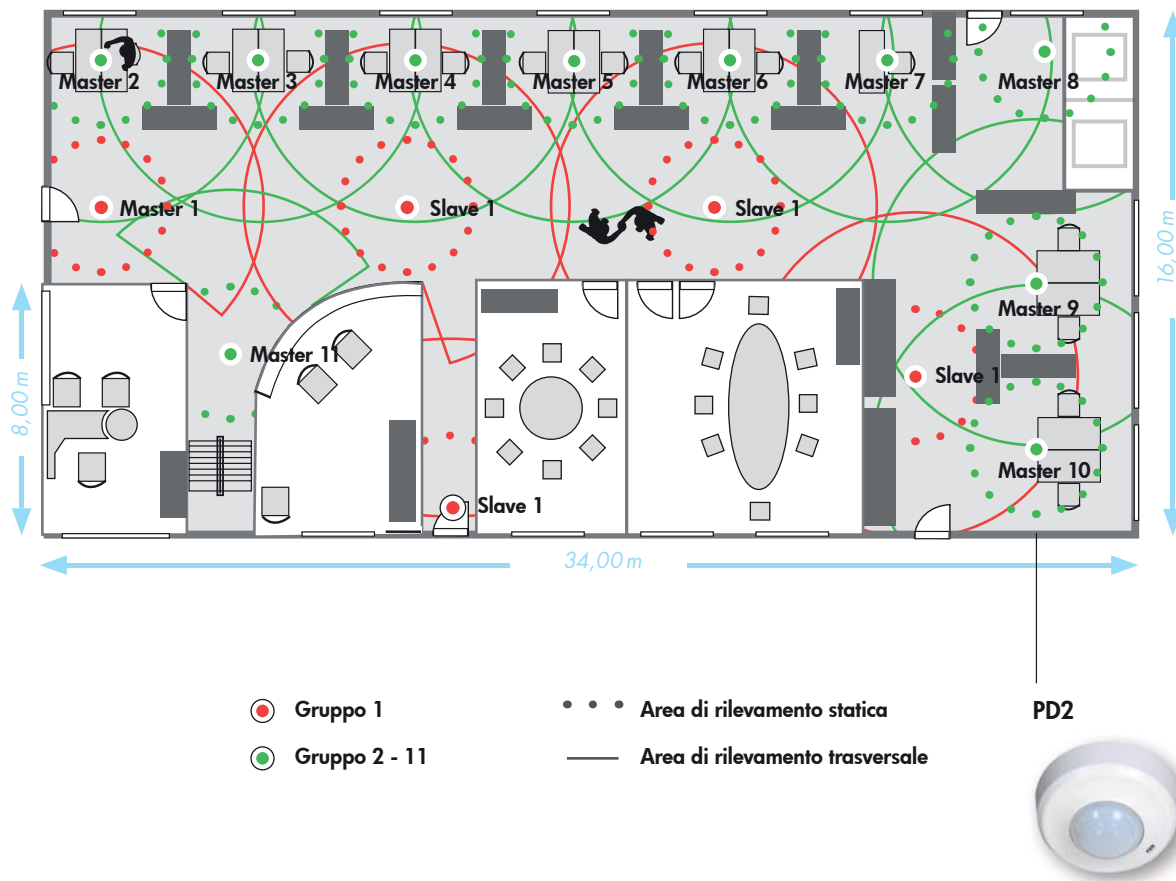 Master 2
Master 3
Master 4
Master 5
Master 6
Master 7
Master 8
Master 1
Slave 1
Slave 1
16,00 m
Master 9
Master 11
Slave 1
8,00 m
Master 10
Slave 1
34,00 m
Gruppo 1
Area di rilevamento statica
PD2
Gruppo 2 - 11
Area di rilevamento trasversale